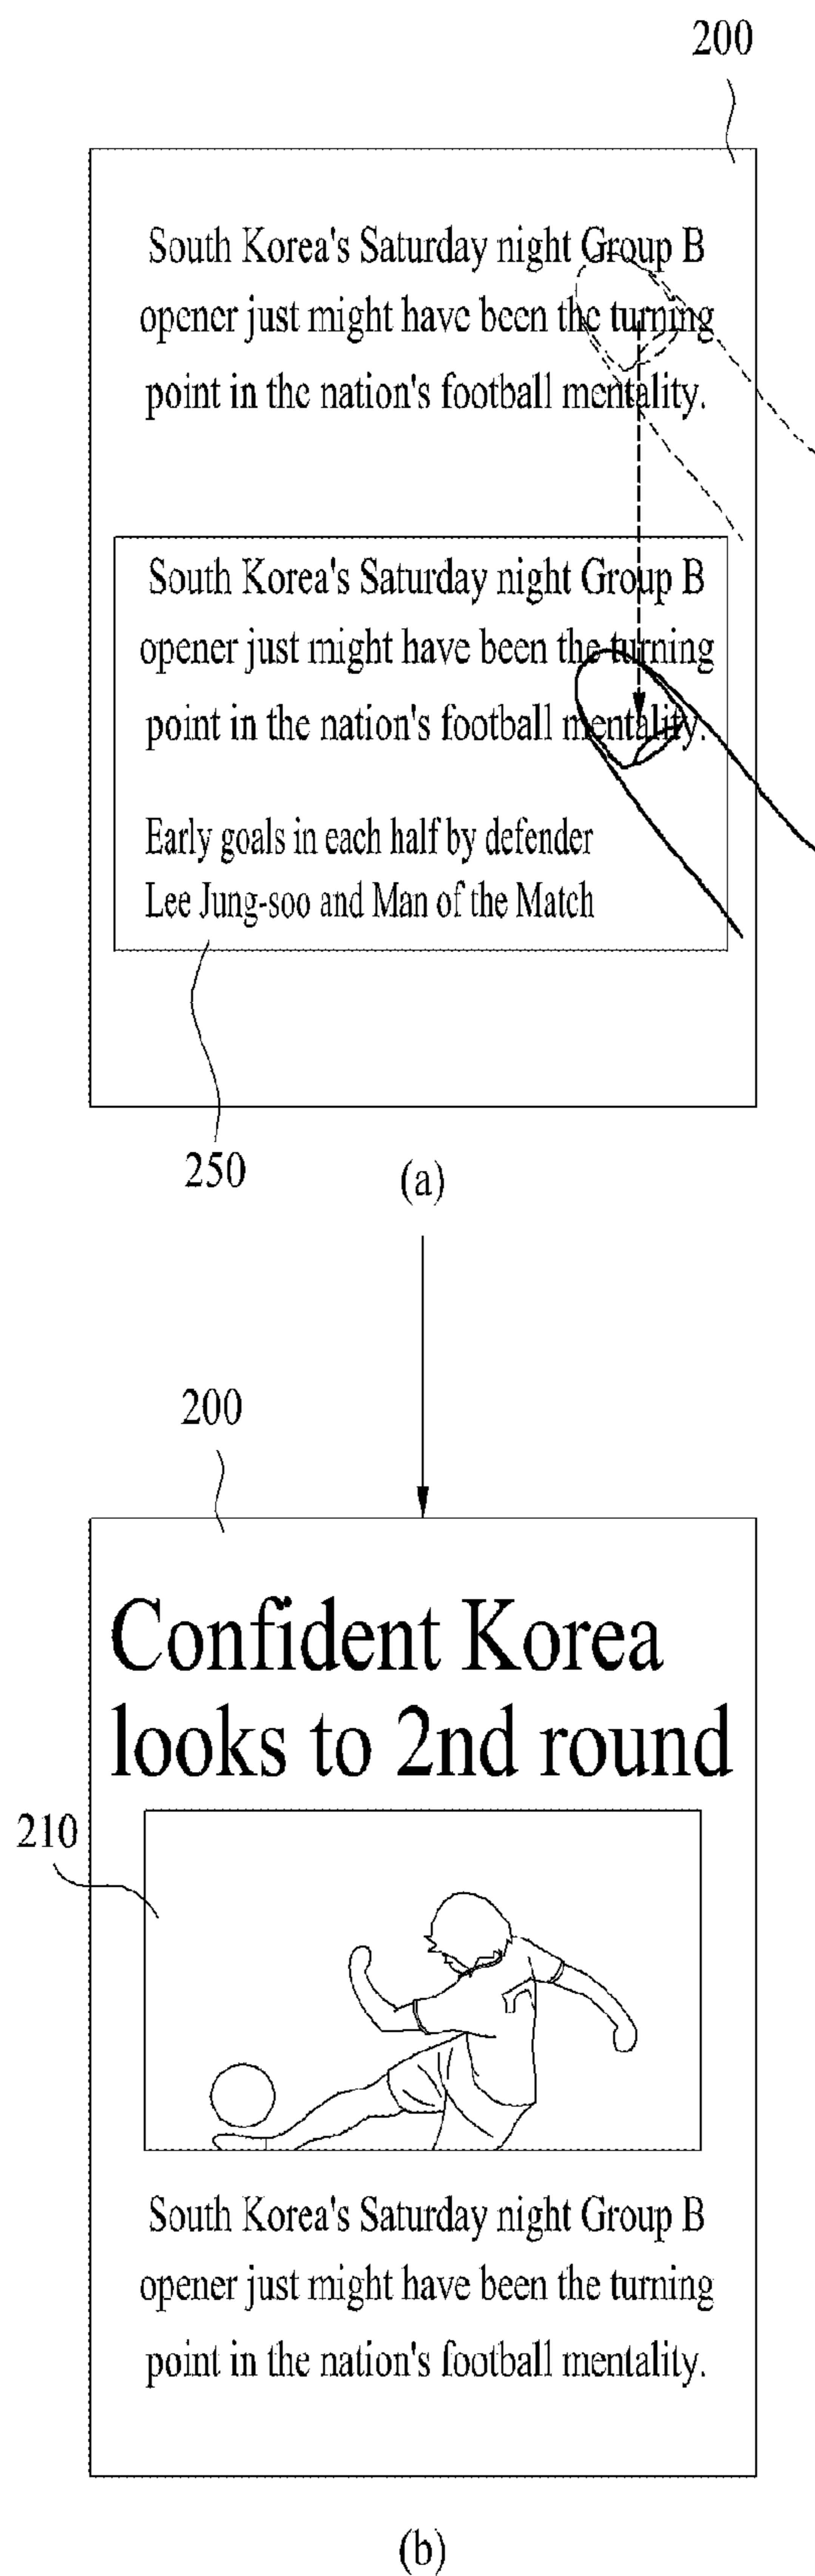 200
South Korea's Saturday night Group B
opener just might have been the turning
point in the nation's football mentality.
South Korea's Saturday night Group B
opener just might have been the turning
point in the nation's football mentality.
Early goals in each half by defender
Lee Jung-soo and Man of the Match
250
(a)
200
Confident Korea
looks to 2nd round
210
7
South Korea's Saturday night Group B
opener just might have been the turning
point in the nation's football mentality.
(b)